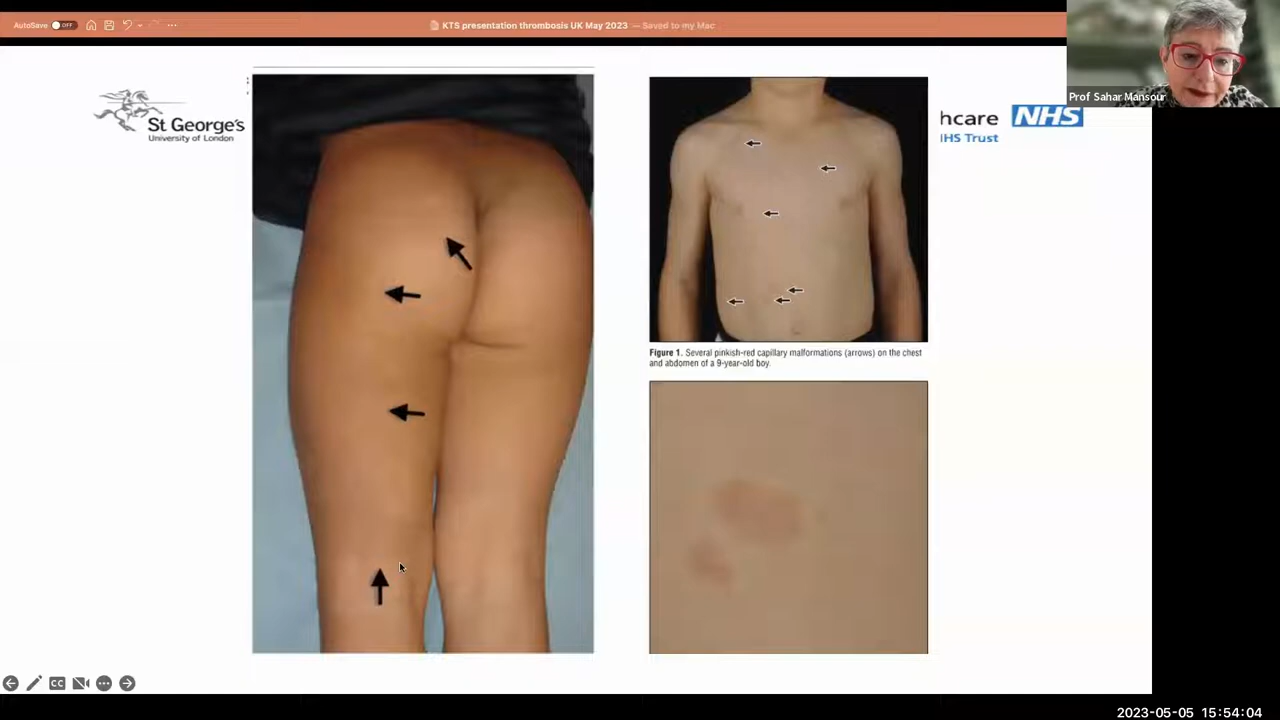 AutoSave OFF
KTS presentation thrombosis UK May 2023 — Saved to my Mac
Prof Sahar Mansour
St George's
University of London
hcare NHS
IHS Trust
Figure 1. Several pinkish-red capillary malformations (arrows) on the chest
and abdomen of a 9-year-old boy.
CC
2023-05-05 15:54:04